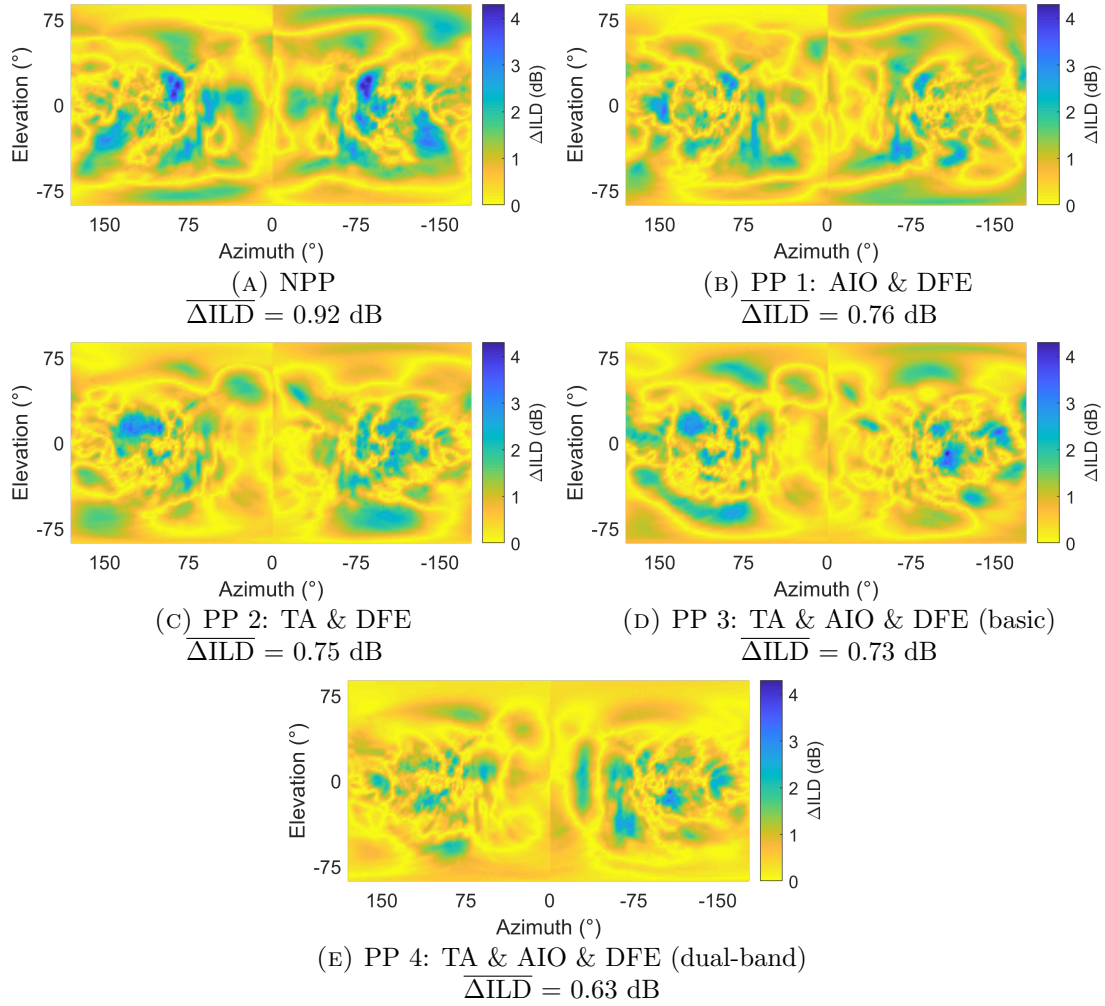 75
0
-75
Elevation (°)
150 75 0 -75 -150
Azimuth (°)
4
3
2
1
0
ΔILD (dB)
(A) NPP
ΔILD = 0.92 dB
75
0
-75
Elevation (°)
150 75 0 -75 -150
Azimuth (°)
4
3
2
1
0
ΔILD (dB)
(B) PP 1: AIO & DFE
ΔILD = 0.76 dB
75
0
-75
Elevation (°)
150 75 0 -75 -150
Azimuth (°)
4
3
2
1
0
ΔILD (dB)
(C) PP 2: TA & DFE
ΔILD = 0.75 dB
75
0
-75
Elevation (°)
150 75 0 -75 -150
Azimuth (°)
4
3
2
1
0
ΔILD (dB)
(D) PP 3: TA & AIO & DFE (basic)
ΔILD = 0.73 dB
75
0
-75
Elevation (°)
150 75 0 -75 -150
Azimuth (°)
4
3
2
1
0
ΔILD (dB)
(E) PP 4: TA & AIO & DFE (dual-band)
ΔILD = 0.63 dB